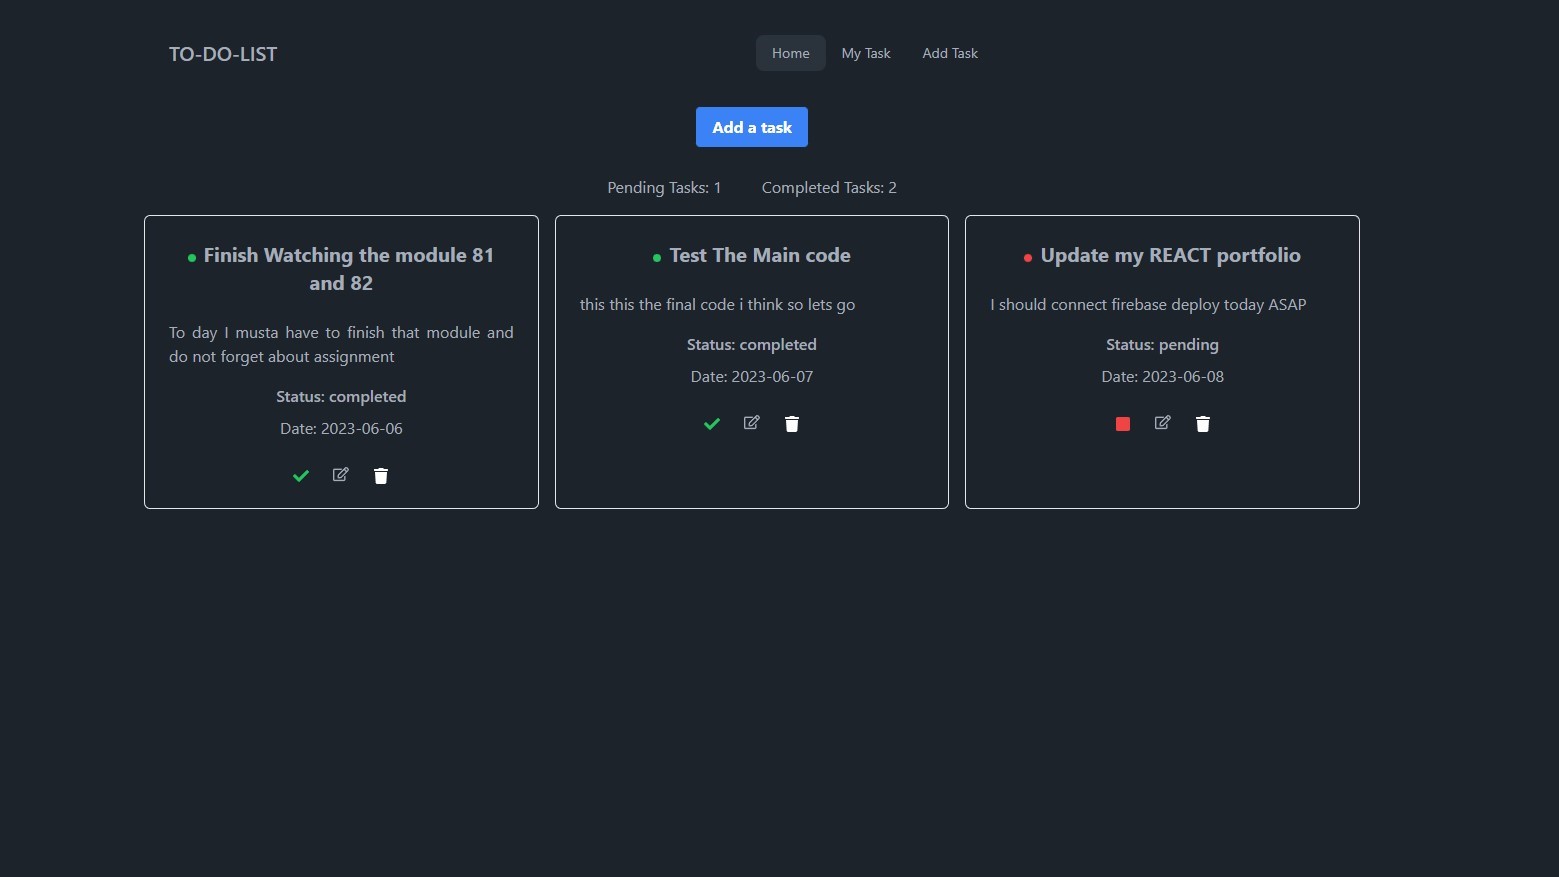 TO-DO-LIST
Home
My Task
Add Task
Add a task
Pending Tasks: 1
Completed Tasks: 2
Finish Watching the module 81
and 82
To day I musta have to finish that module and
do not forget about assignment
Status: completed
Date: 2023-06-06
Test The Main code
this this the final code i think so lets go
Status: completed
Date: 2023-06-07
Update my REACT portfolio
I should connect firebase deploy today ASAP
Status: pending
Date: 2023-06-08